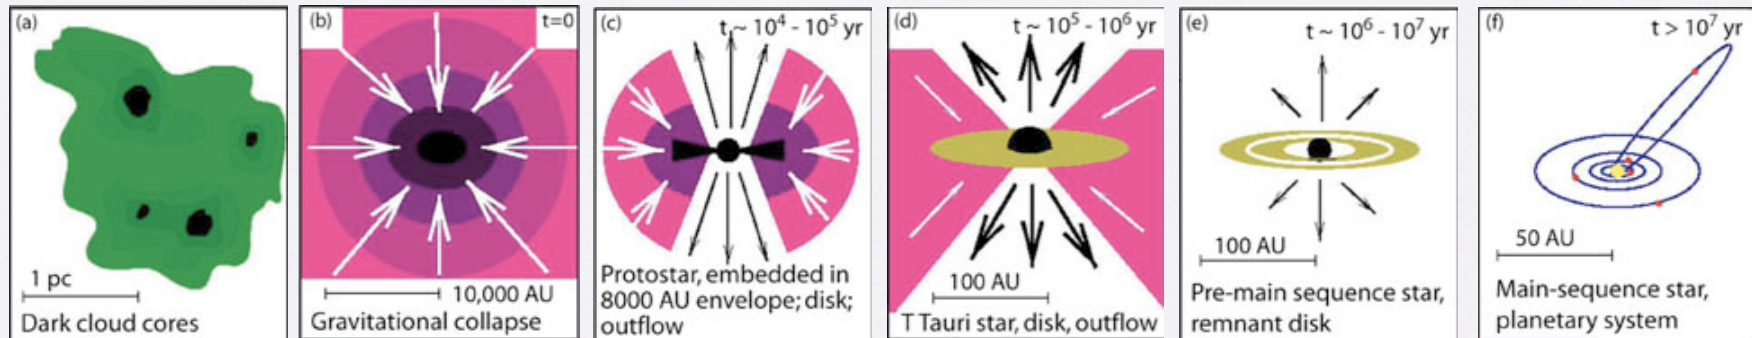 (a)
1 pc
Dark cloud cores
(b)
t=0
10,000 AU
Gravitational collapse
(c)
t ~ 10⁴ - 10⁵ yr
Protostar, embedded in
8000 AU envelope; disk;
outflow
(d)
t ~ 10⁵ - 10⁶ yr
100 AU
T Tauri star, disk, outflow
(e)
t ~ 10⁶ - 10⁷ yr
100 AU
Pre-main sequence star,
remnant disk
(f)
t > 10⁷ yr
50 AU
Main-sequence star,
planetary system